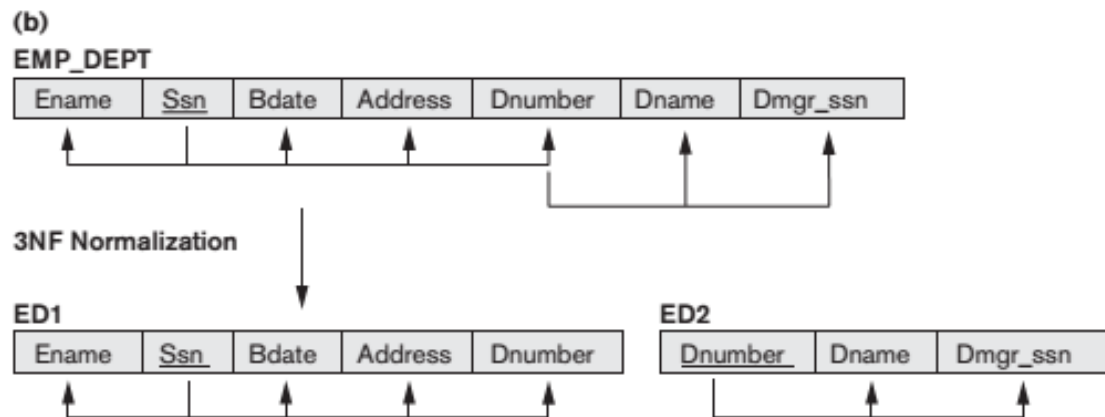 (b)
EMP_DEPT
Ename Ssn Bdate Address Dnumber Dname Dmgr_ssn
3NF Normalization
ED1 ED2
Ename Ssn Bdate Address Dnumber Dnumber Dname Dmgr_ssn